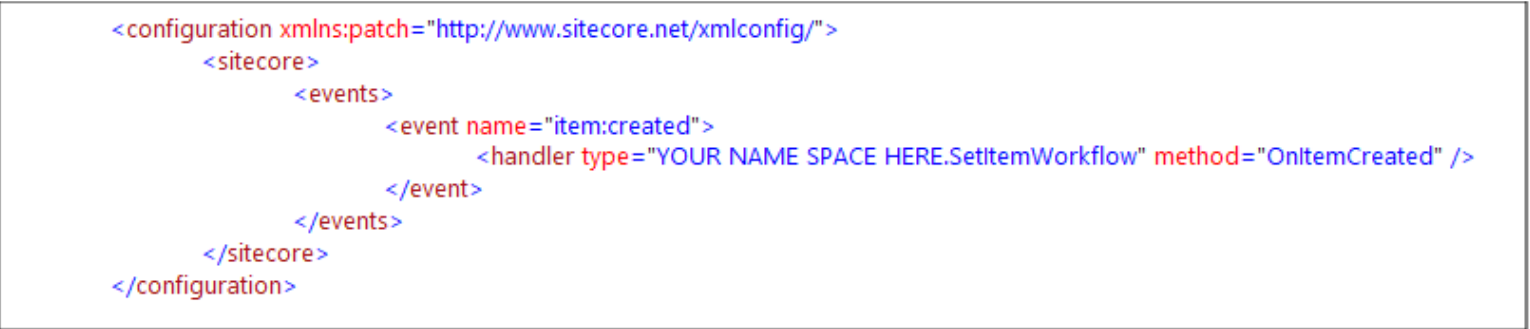 <configuration xmlns:patch="http://www.sitecore.net/xmlconfig/">
<sitecore>
<events>
<event name="item:created">
<handler type="YOUR NAME SPACE HERE.SetItemWorkflow" method="OnItemCreated" />
</event>
</events>
</sitecore>
</configuration>